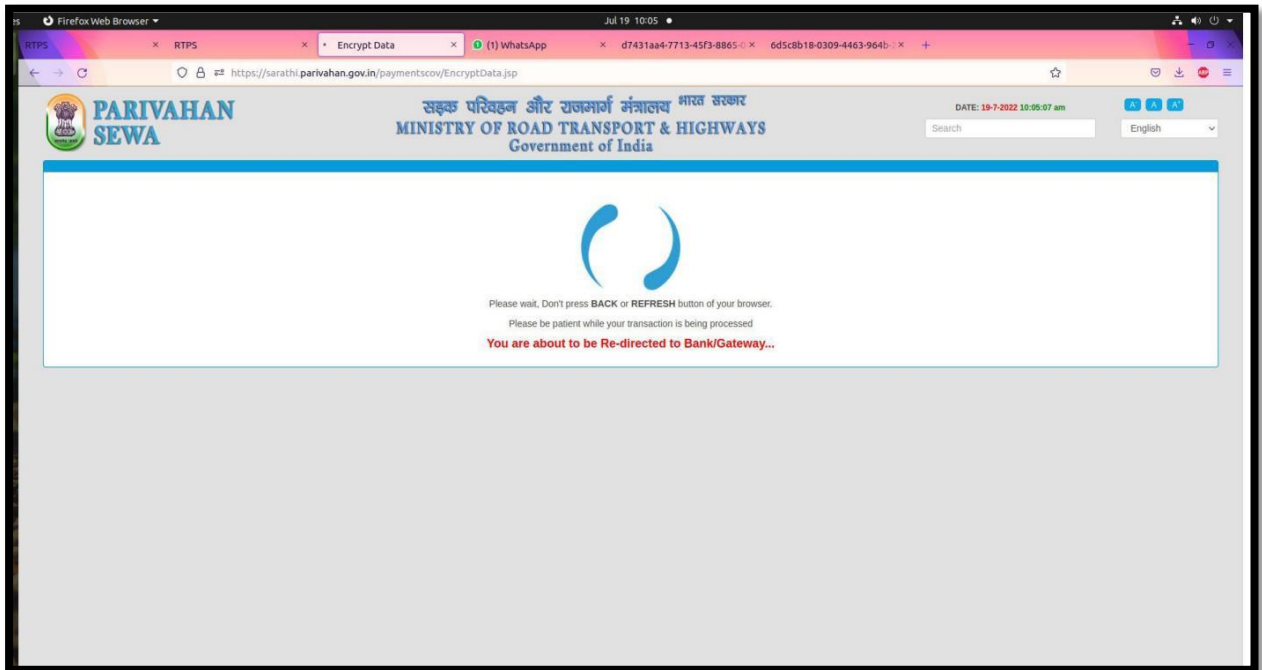 es Firefox Web Browser Jul 19 10:05
RTPS × RTPS × Encrypt Data × (1) WhatsApp × d7431aa4-7713-45f3-8865-0 × 6d5c8b18-0309-4463-964b-2 × +
https://sarathi.parivahan.gov.in/paymentscov/EncryptData.jsp
PARIVAHAN
SEWA
सड़क परिवहन और राजमार्ग मंत्रालय भारत सरकार
MINISTRY OF ROAD TRANSPORT & HIGHWAYS
Government of India
DATE: 19-7-2022 10:05:07 am
Search
English
Please wait, Don't press BACK or REFRESH button of your browser.
Please be patient while your transaction is being processed
You are about to be Re-directed to Bank/Gateway...